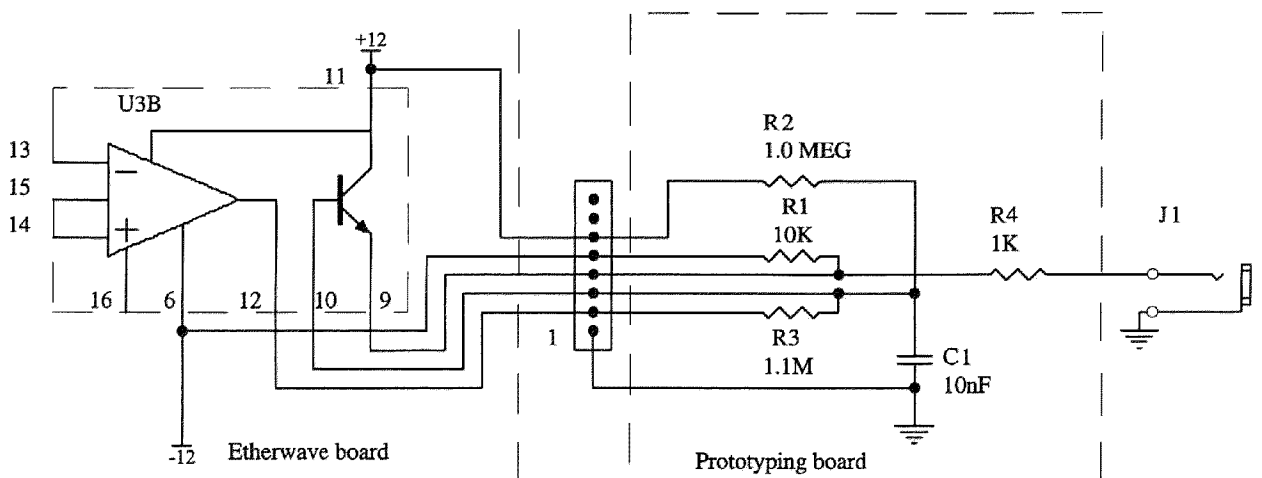 +12
11
U3B
13
15
14
16
6
12
10
9
-12
Etherwave board
1
R2
1.0 MEG
R1
10K
R3
1.1M
R4
1K
J1
C1
10nF
Prototyping board